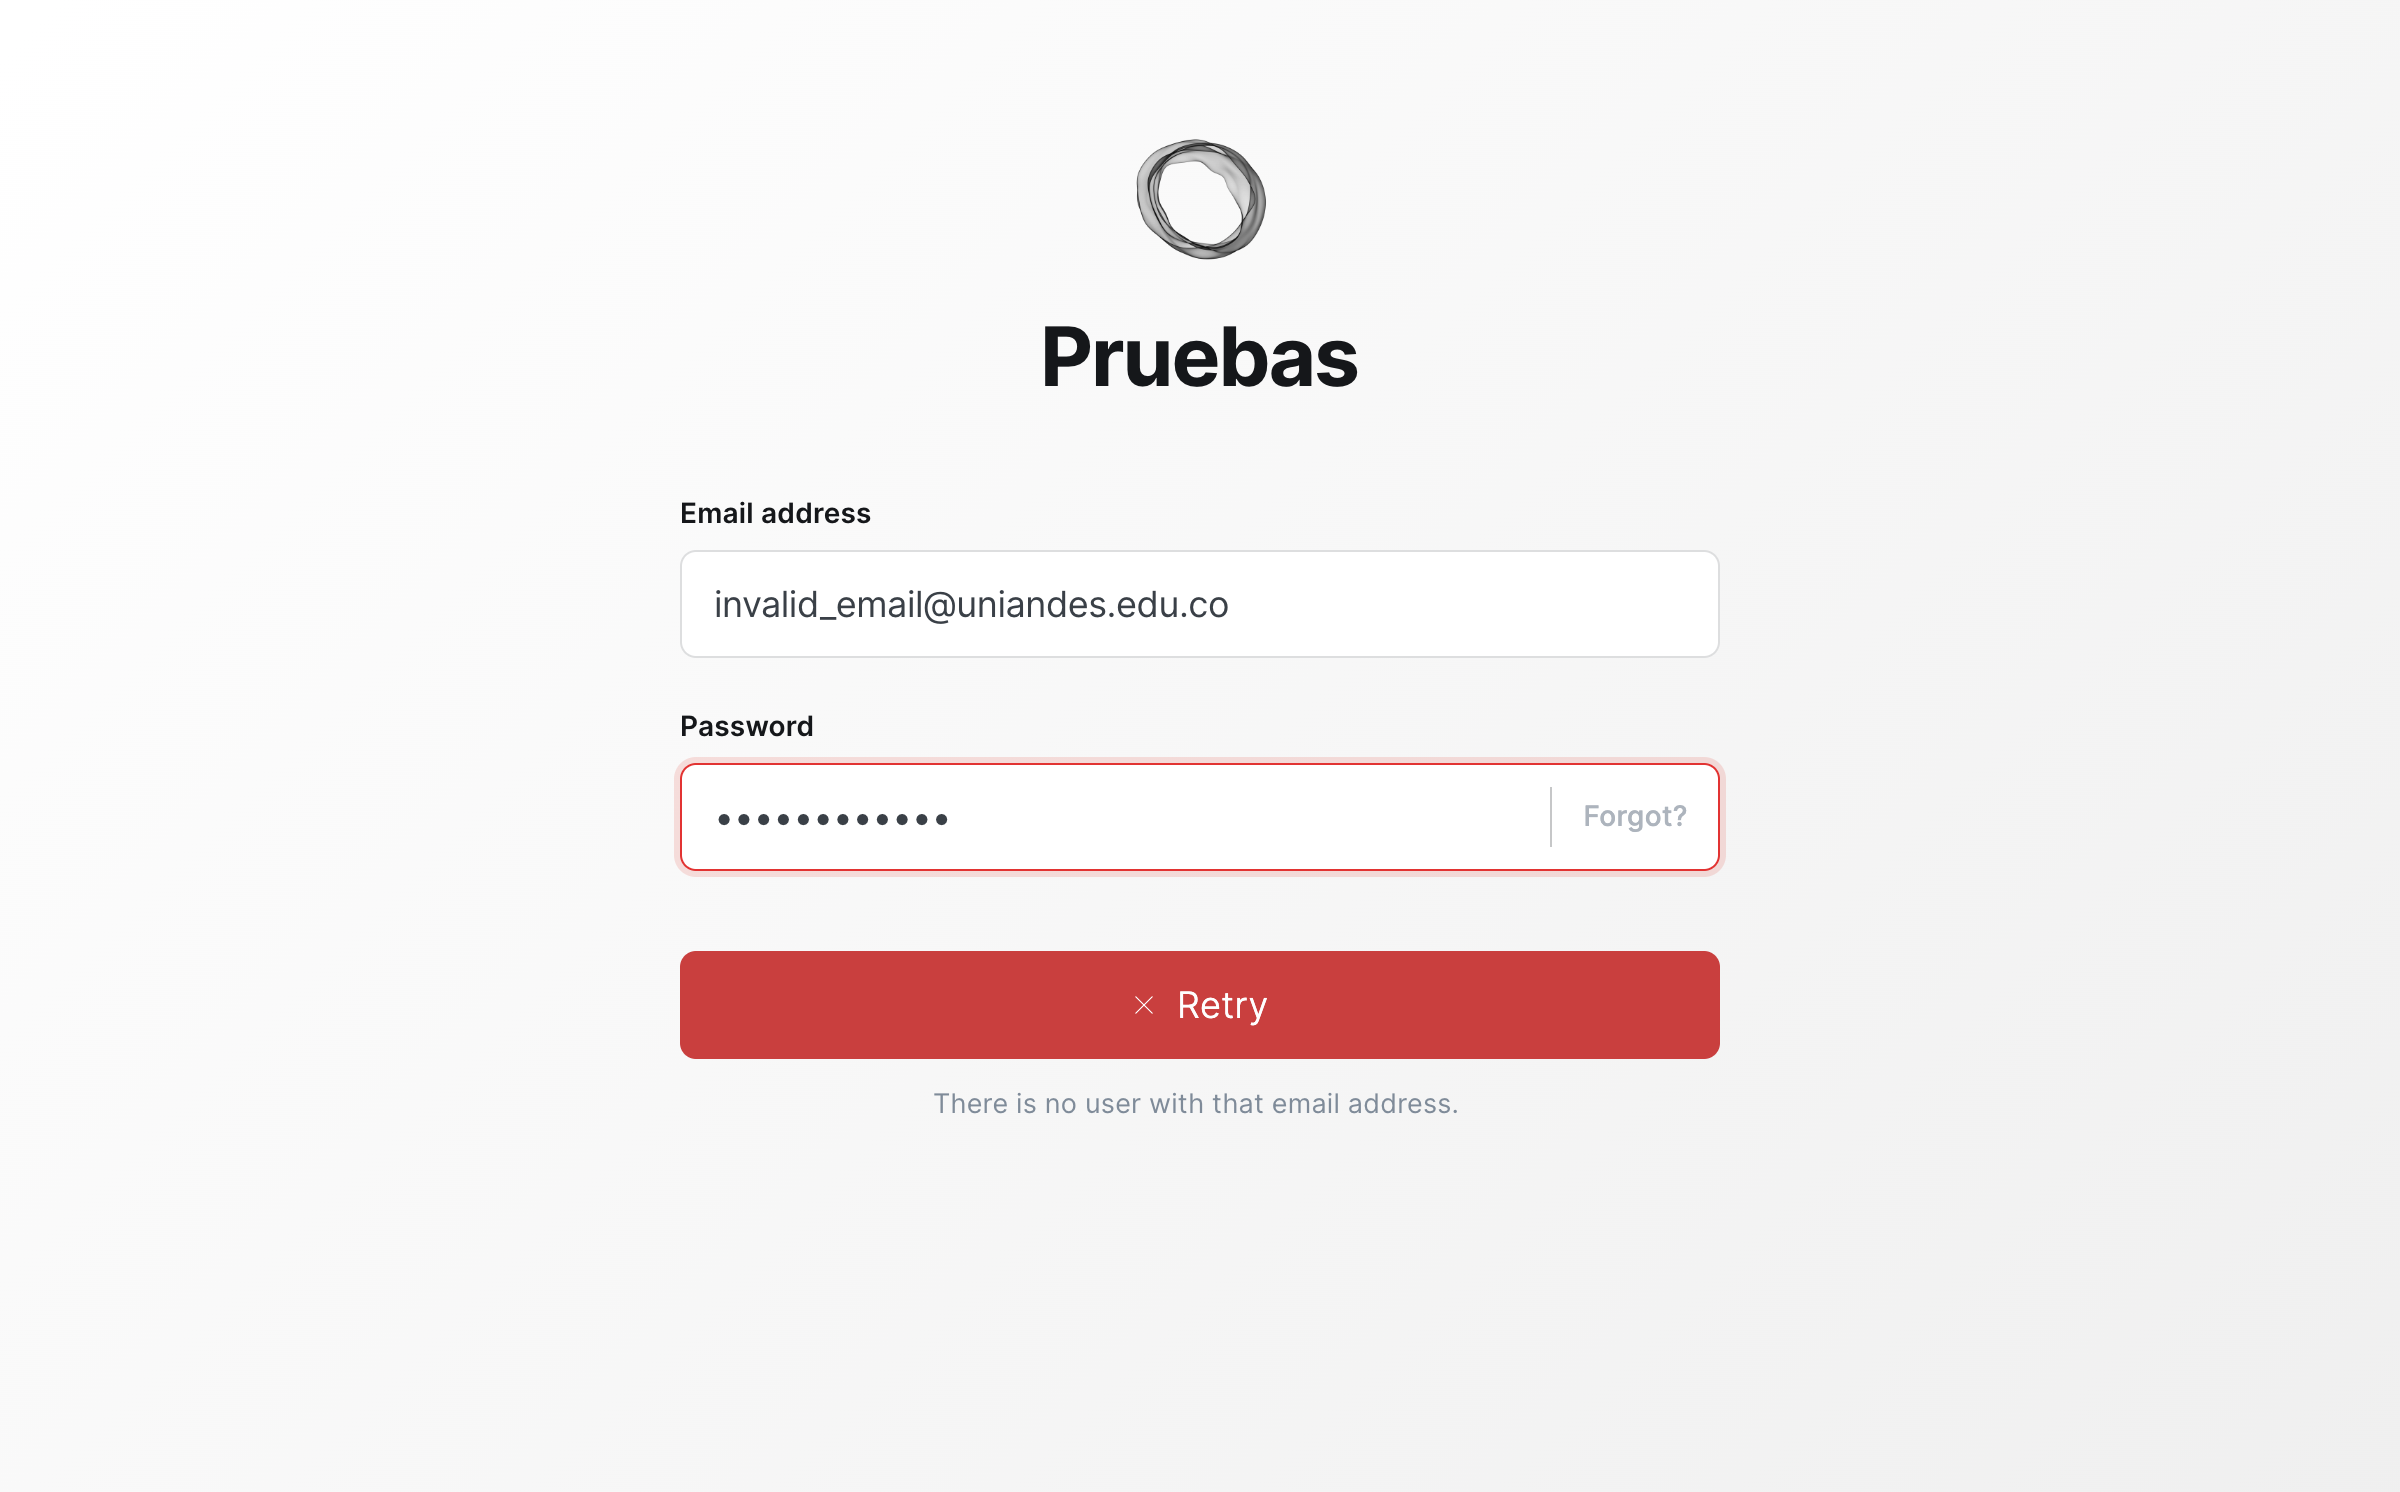 Pruebas
Email address
invalid_email@uniandes.edu.co
Password
••••••••••••
Forgot?
Retry
There is no user with that email address.